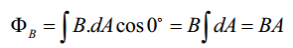 Φ_B = ∫ B.dA cos 0° = B ∫ dA = BA